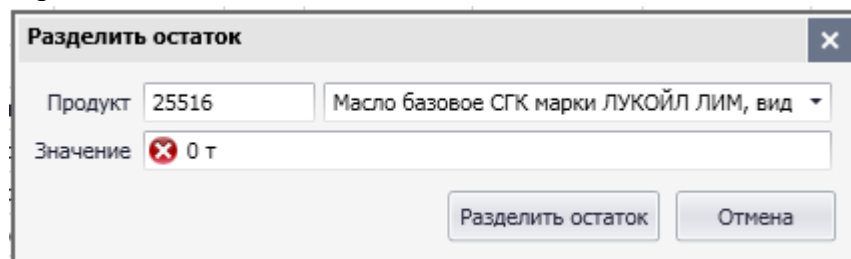 Разделить остаток
Продукт 25516 Масло базовое СГК марки ЛУКОЙЛ ЛИМ, вид
Значение 0 т
Разделить остаток Отмена